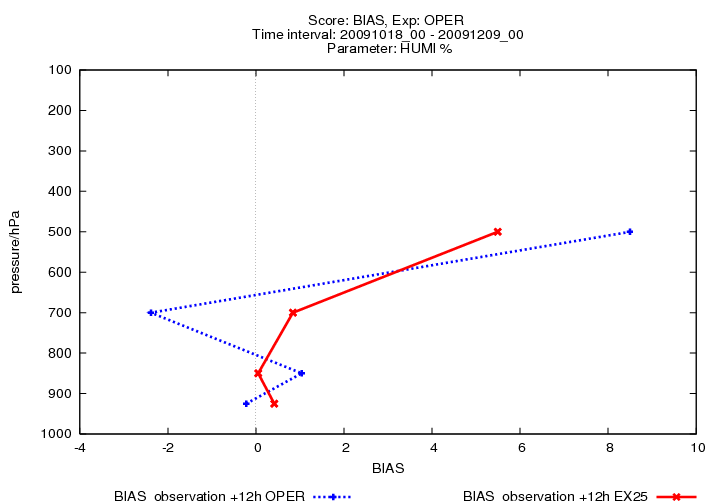 Score: BIAS, Exp: OPER
Time interval: 20091018_00 - 20091209_00
Parameter: HUMI %
100
200
300
400
500
600
700
800
900
1000
pressure/hPa
-4 -2 0 2 4 6 8 10
BIAS
BIAS observation +12h OPER BIAS observation +12h EX25